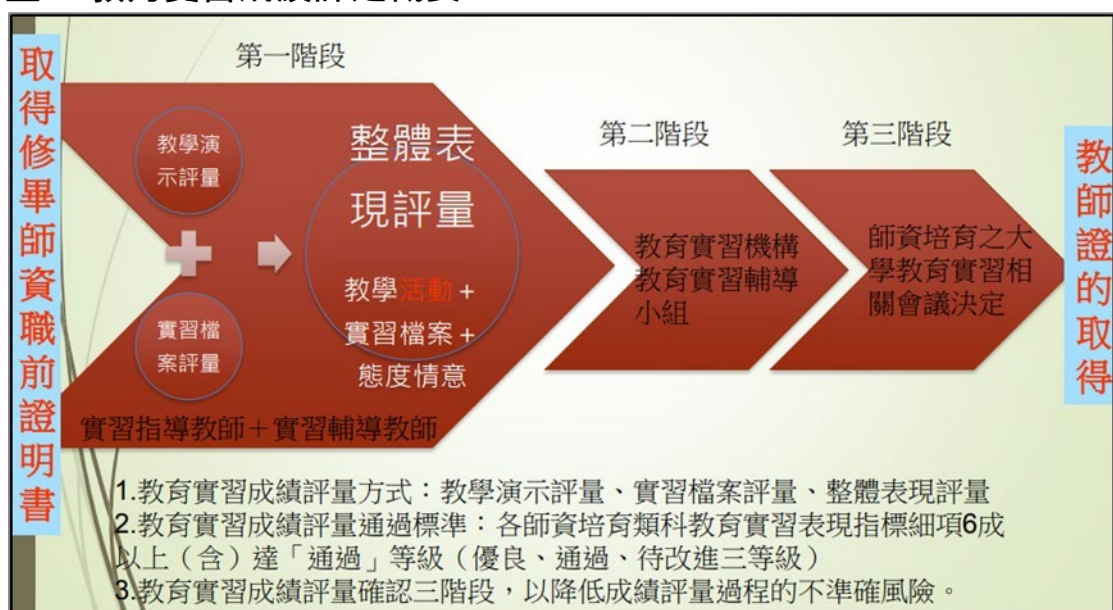 取得修畢師資職前證明書
第一階段
教學演
示評量
實習檔
案評量
整體表
現評量
教學活動+
實習檔案+
態度情意
實習指導教師+實習輔導教師
第二階段
教育實習機構
教育實習輔導
小組
第三階段
師資培育之大
學教育實習相
關會議決定
教師證的取得
1.教育實習成績評量方式：教學演示評量、實習檔案評量、整體表現評量
2.教育實習成績評量通過標準：各師資培育類科教育實習表現指標細項6成
以上（含）達「通過」等級（優良、通過、待改進三等級）
3.教育實習成績評量確認三階段，以降低成績評量過程的不準確風險。